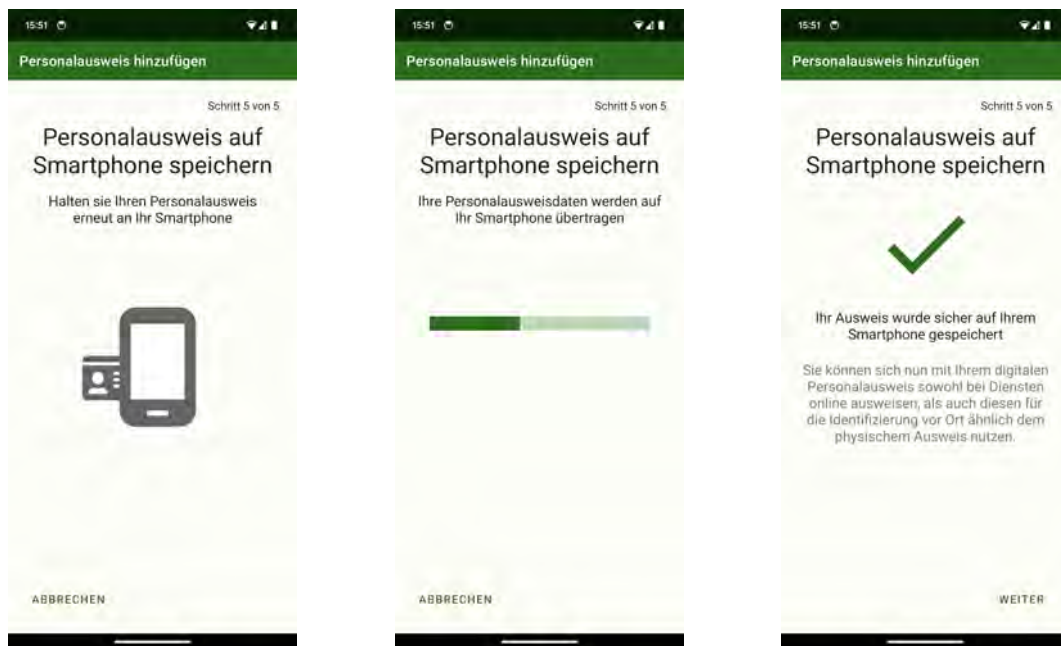 15:51
Personalausweis hinzufügen
Schritt 5 von 5
Personalausweis auf
Smartphone speichern
Halten sie Ihren Personalausweis
erneut an Ihr Smartphone
ABBRECHEN
15:51
Personalausweis hinzufügen
Schritt 5 von 5
Personalausweis auf
Smartphone speichern
Ihre Personalausweisdaten werden auf
Ihr Smartphone übertragen
ABBRECHEN
15:51
Personalausweis hinzufügen
Schritt 5 von 5
Personalausweis auf
Smartphone speichern
Ihr Ausweis wurde sicher auf Ihrem
Smartphone gespeichert
Sie können sich nun mit Ihrem digitalen
Personalausweis sowohl bei Diensten
online ausweisen, als auch diesen für
die Identifizierung vor Ort ähnlich dem
physischem Ausweis nutzen.
WEITER